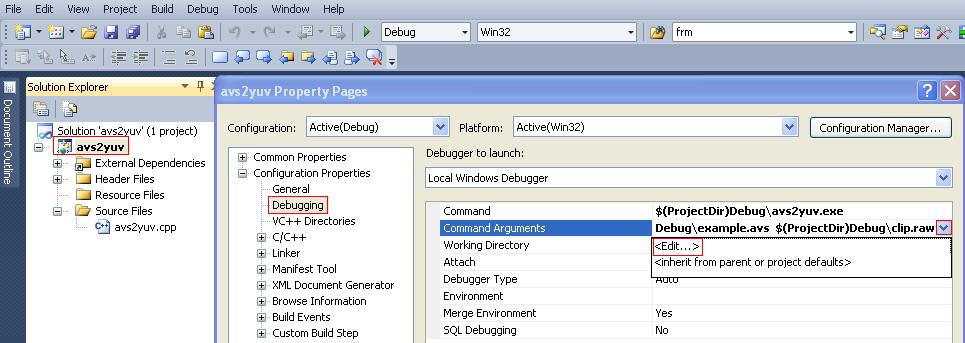 File Edit View Project Build Debug Tools Window Help
Debug Win32 frm
Document Outline
Solution Explorer
Solution 'avs2yuv' (1 project)
avs2yuv
External Dependencies
Header Files
Resource Files
Source Files
avs2yuv.cpp
avs2yuv Property Pages
Configuration: Active(Debug) Platform: Active(Win32) Configuration Manager...
Common Properties
Configuration Properties
General
Debugging
VC++ Directories
C/C++
Linker
Manifest Tool
XML Document Generator
Browse Information
Build Events
Custom Build Step
Debugger to launch:
Local Windows Debugger
Command $(ProjectDir)Debug\avs2yuv.exe
Command Arguments Debug\example.avs $(ProjectDir)Debug\clip.raw
Working Directory <Edit...>
Attach <inherit from parent or project defaults>
Debugger Type Auto
Environment
Merge Environment Yes
SQL Debugging No